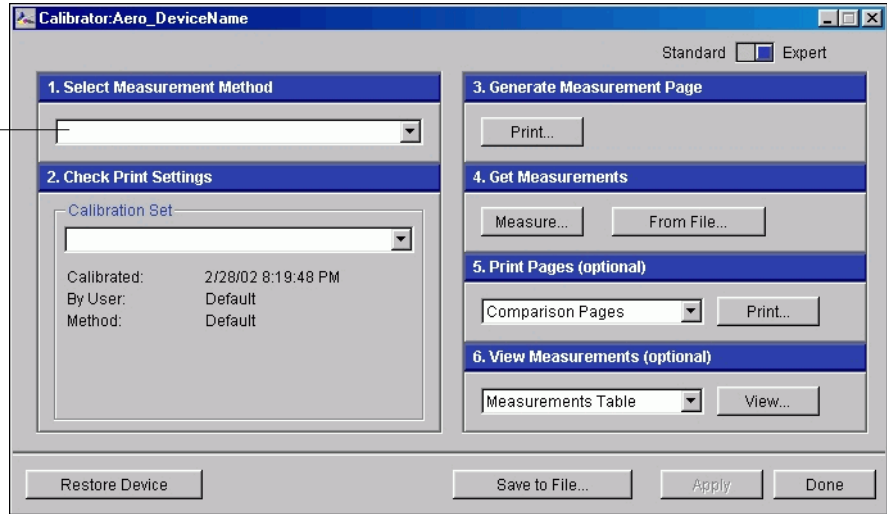 Calibrator:Aero_DeviceName
Standard Expert
1. Select Measurement Method
2. Check Print Settings
Calibration Set
Calibrated: 2/28/02 8:19:48 PM
By User: Default
Method: Default
3. Generate Measurement Page
Print...
4. Get Measurements
Measure... From File...
5. Print Pages (optional)
Comparison Pages Print...
6. View Measurements (optional)
Measurements Table View...
Restore Device Save to File... Apply Done